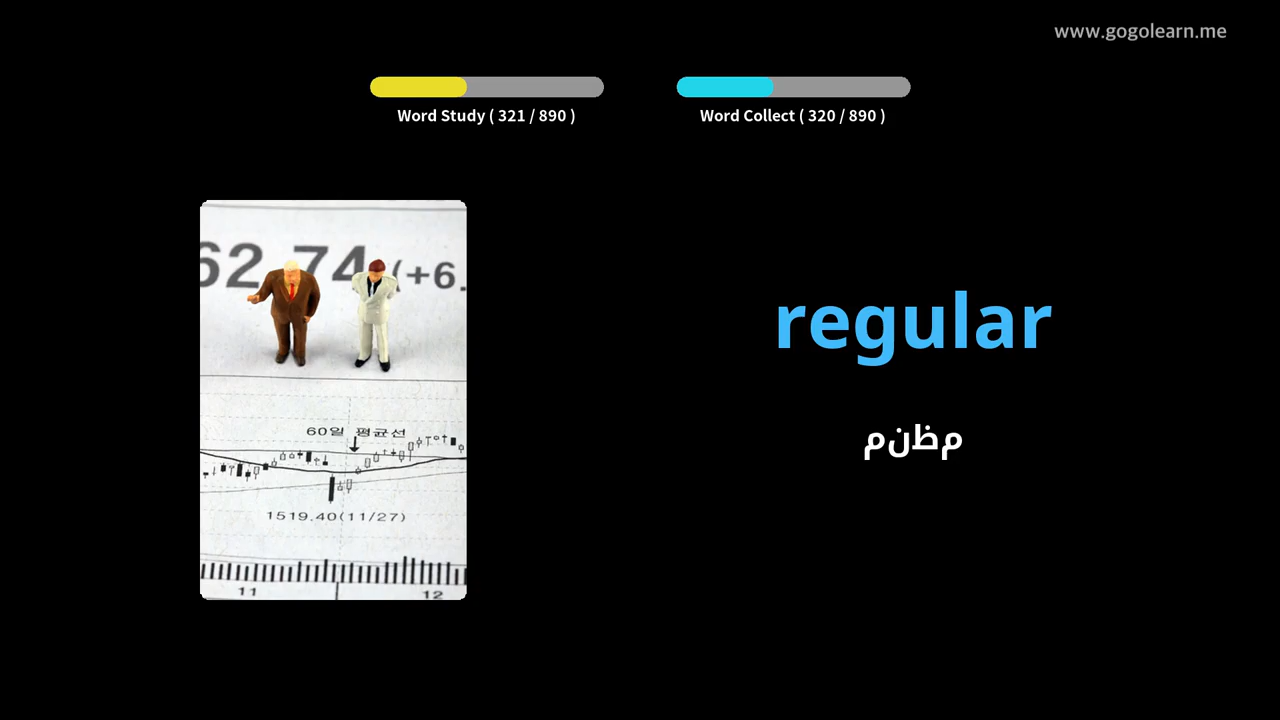 www.gogolearn.me
Word Study ( 321 / 890 )
Word Collect ( 320 / 890 )
62.74 (+6.
60일 평균선
1519.40(11/27)
11 12
regular
مظنم